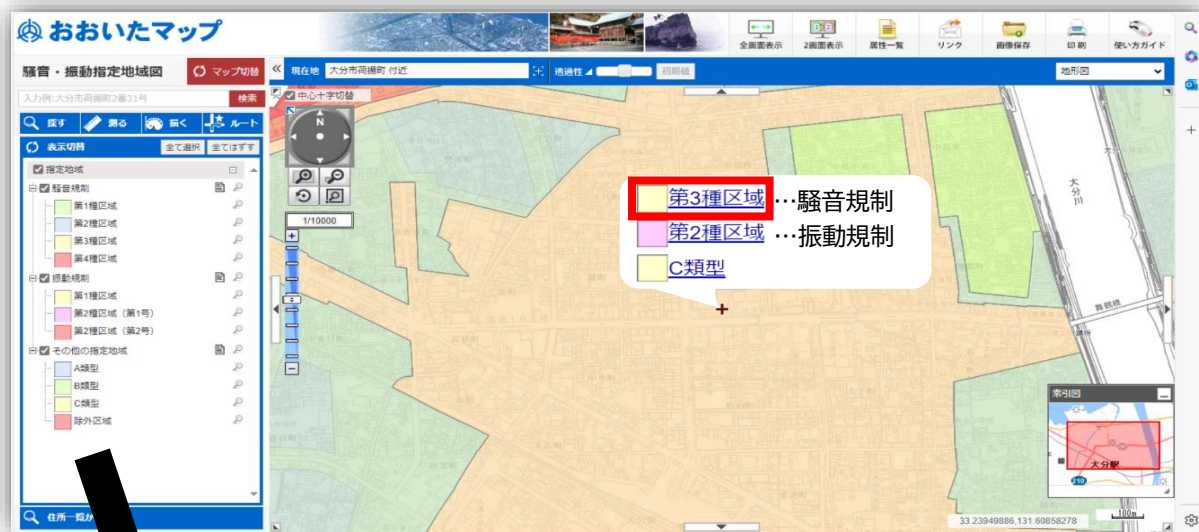 おおいたマップ
全画面表示
2画面表示
属性一覧
リンク
画像保存
印刷
使い方ガイド
騒音・振動指定地域図
マップ切替
現在地 大分市荷揚町 付近
透過性
初期値
地形図
入力例:大分市荷揚町2番31号
検索
中心十字切替
探す
測る
描く
ルート
表示切替
全て選択
全てはずす
N
指定地域
騒音規制
第1種区域
第2種区域
第3種区域
第4種区域
振動規制
第1種区域
第2種区域（第1号）
第2種区域（第2号）
その他の指定地域
A類型
B類型
C類型
除外区域
1/10000
第3種区域 …騒音規制
第2種区域 …振動規制
C類型
大分川
舞鶴橋
索引図
大分駅
210
住所一覧か
33.23949886,131.60858278
100m